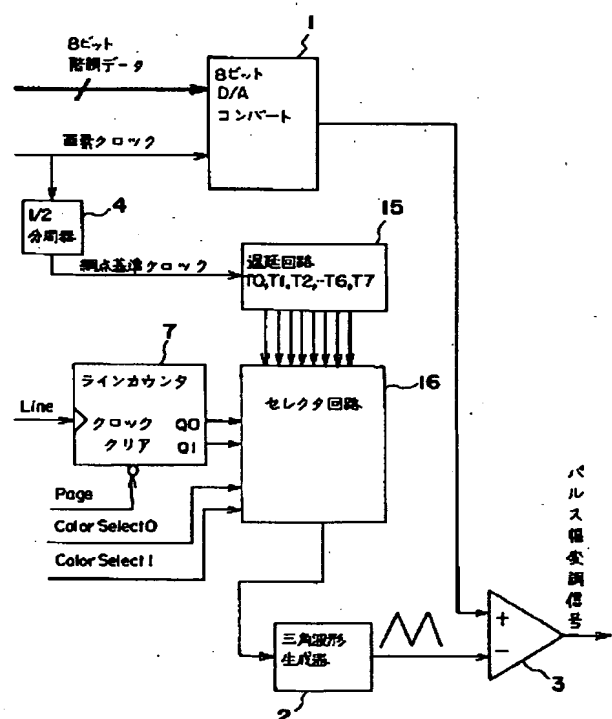 1
8ビット
階調データ
8ビット
D/A
コンバート
画素クロック
1/2
分周器
4
網点基準クロック
15
遅延回路
T0,T1,T2,--T6,T7
7
ラインカウンタ
Line
クロック Q0
クリア Q1
16
セレクタ回路
Page
Color Select0
Color Select1
パルス幅変調信号
三角波形
生成器
2
+
−
3